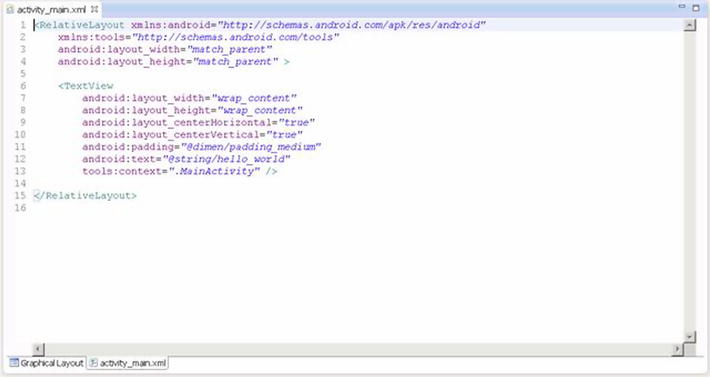 activity_main.xml
1 <RelativeLayout xmlns:android="http://schemas.android.com/apk/res/android"
2 xmlns:tools="http://schemas.android.com/tools"
3 android:layout_width="match_parent"
4 android:layout_height="match_parent" >
5
6 <TextView
7 android:layout_width="wrap_content"
8 android:layout_height="wrap_content"
9 android:layout_centerHorizontal="true"
10 android:layout_centerVertical="true"
11 android:padding="@dimen/padding_medium"
12 android:text="@string/hello_world"
13 tools:context=".MainActivity" />
14
15 </RelativeLayout>
16
Graphical Layout activity_main.xml